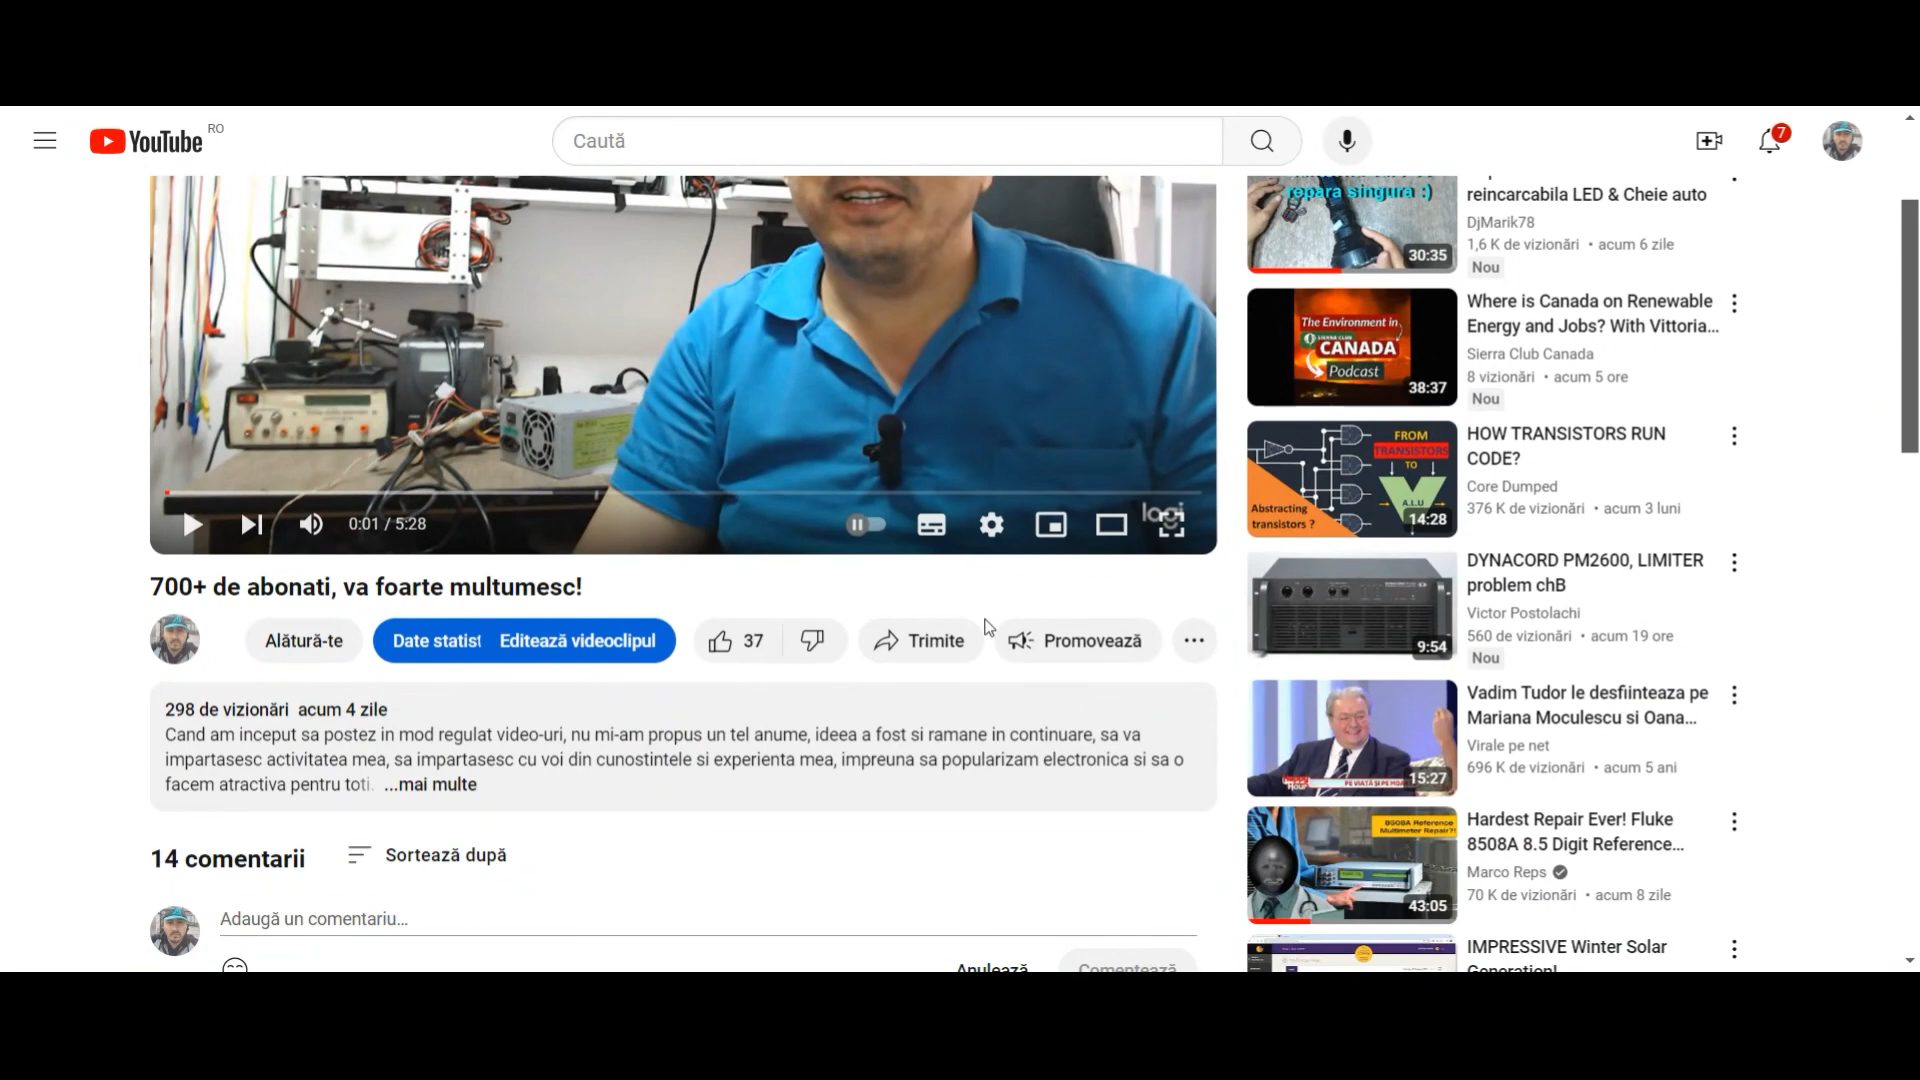 YouTube RO
Caută
7
repara singura :)
30:35
reincarcabila LED & Cheie auto
DjMarik78
1,6 K de vizionări • acum 6 zile
Nou
The Environment in
SIERRA CLUB
CANADA
Podcast
38:37
Where is Canada on Renewable
Energy and Jobs? With Vittoria...
Sierra Club Canada
8 vizionări • acum 5 ore
Nou
FROM
TRANSISTORS
TO
A.L.U
Abstracting
transistors ?
14:28
HOW TRANSISTORS RUN
CODE?
Core Dumped
376 K de vizionări • acum 3 luni
9:54
DYNACORD PM2600, LIMITER
problem chB
Victor Postolachi
560 de vizionări • acum 19 ore
Nou
Happy
Hour
15:27
Vadim Tudor le desfiinteaza pe
Mariana Moculescu si Oana...
Virale pe net
696 K de vizionări • acum 5 ani
8508A Reference
Multimeter Repair?!
43:05
Hardest Repair Ever! Fluke
8508A 8.5 Digit Reference...
Marco Reps
70 K de vizionări • acum 8 zile
IMPRESSIVE Winter Solar
Generation!
logi
0:01 / 5:28
700+ de abonati, va foarte multumesc!
Alătură-te
Date statist
Editează videoclipul
37
Trimite
Promovează
298 de vizionări acum 4 zile
Cand am inceput sa postez in mod regulat video-uri, nu mi-am propus un tel anume, ideea a fost si ramane in continuare, sa va
impartasesc activitatea mea, sa impartasesc cu voi din cunostintele si experienta mea, impreuna sa popularizam electronica si sa o
facem atractiva pentru toti. ...mai multe
14 comentarii
Sortează după
Adaugă un comentariu...
Anulează
Comentează